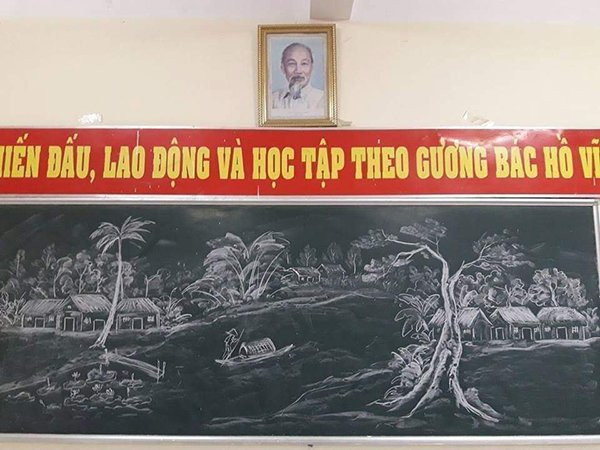 HIẾN ĐẤU, LAO ĐỘNG VÀ HỌC TẬP THEO GƯƠNG BÁC HỒ VĨ